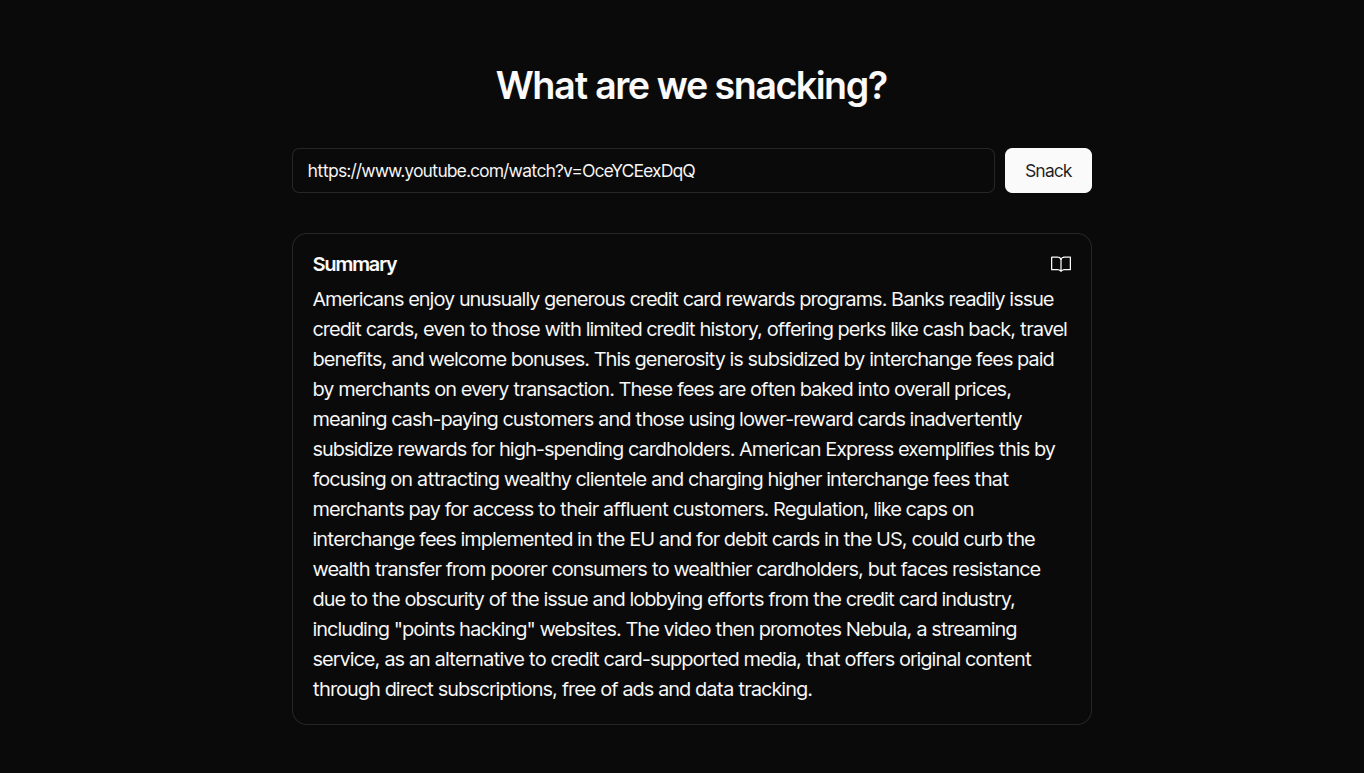 What are we snacking?
https://www.youtube.com/watch?v=OceYCEexDqQ
Snack
Summary
Americans enjoy unusually generous credit card rewards programs. Banks readily issue
credit cards, even to those with limited credit history, offering perks like cash back, travel
benefits, and welcome bonuses. This generosity is subsidized by interchange fees paid
by merchants on every transaction. These fees are often baked into overall prices,
meaning cash-paying customers and those using lower-reward cards inadvertently
subsidize rewards for high-spending cardholders. American Express exemplifies this by
focusing on attracting wealthy clientele and charging higher interchange fees that
merchants pay for access to their affluent customers. Regulation, like caps on
interchange fees implemented in the EU and for debit cards in the US, could curb the
wealth transfer from poorer consumers to wealthier cardholders, but faces resistance
due to the obscurity of the issue and lobbying efforts from the credit card industry,
including "points hacking" websites. The video then promotes Nebula, a streaming
service, as an alternative to credit card-supported media, that offers original content
through direct subscriptions, free of ads and data tracking.